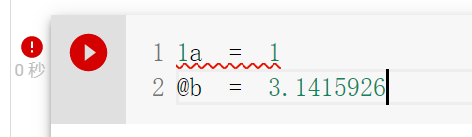 0 秒
1 1a = 1
2 @b = 3.1415926